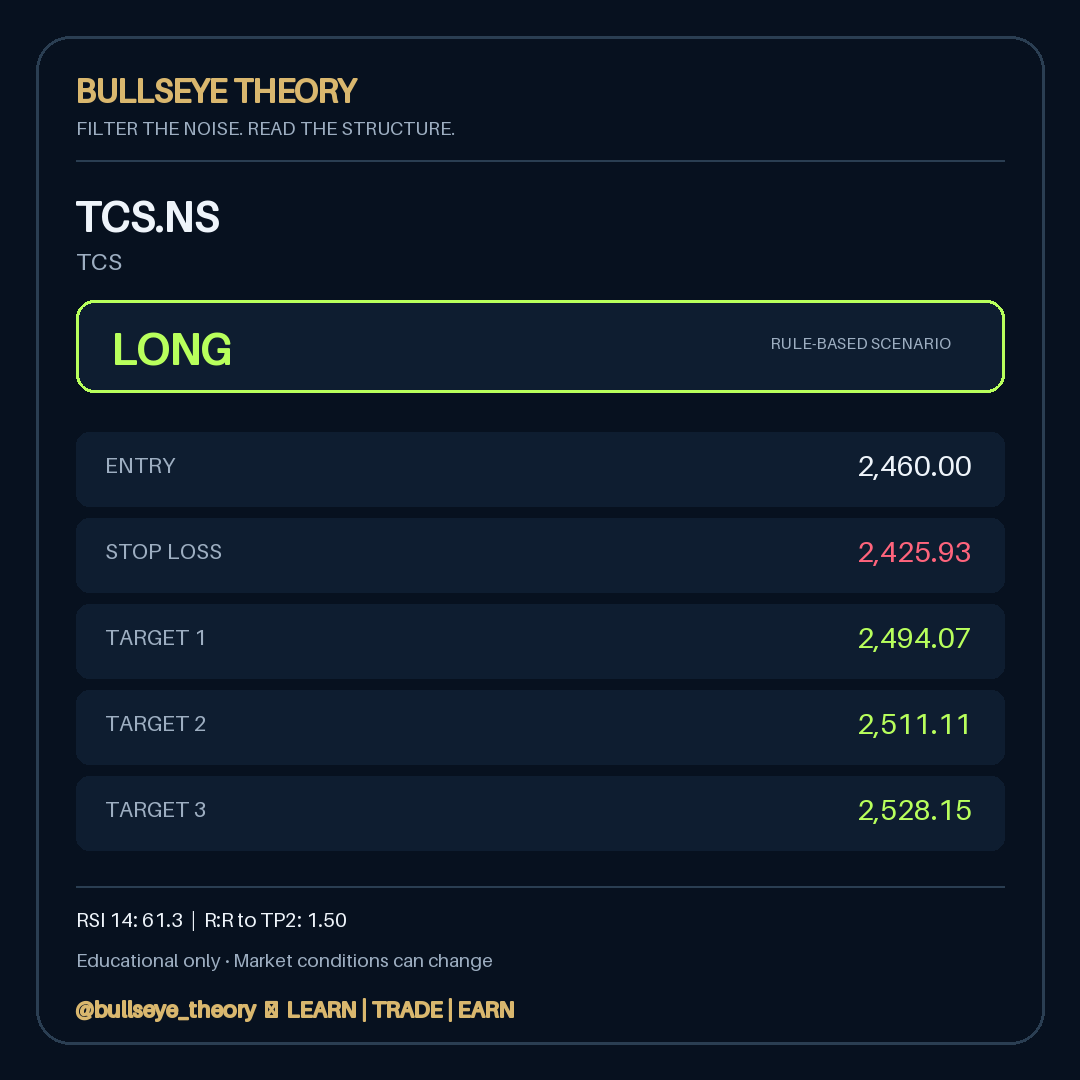 BULLSEYE THEORY
FILTER THE NOISE. READ THE STRUCTURE.
TCS.NS
TCS
LONG RULE-BASED SCENARIO
ENTRY 2,460.00
STOP LOSS 2,425.93
TARGET 1 2,494.07
TARGET 2 2,511.11
TARGET 3 2,528.15
RSI 14: 61.3 | R:R to TP2: 1.50
Educational only · Market conditions can change
@bullseye_theory LEARN | TRADE | EARN